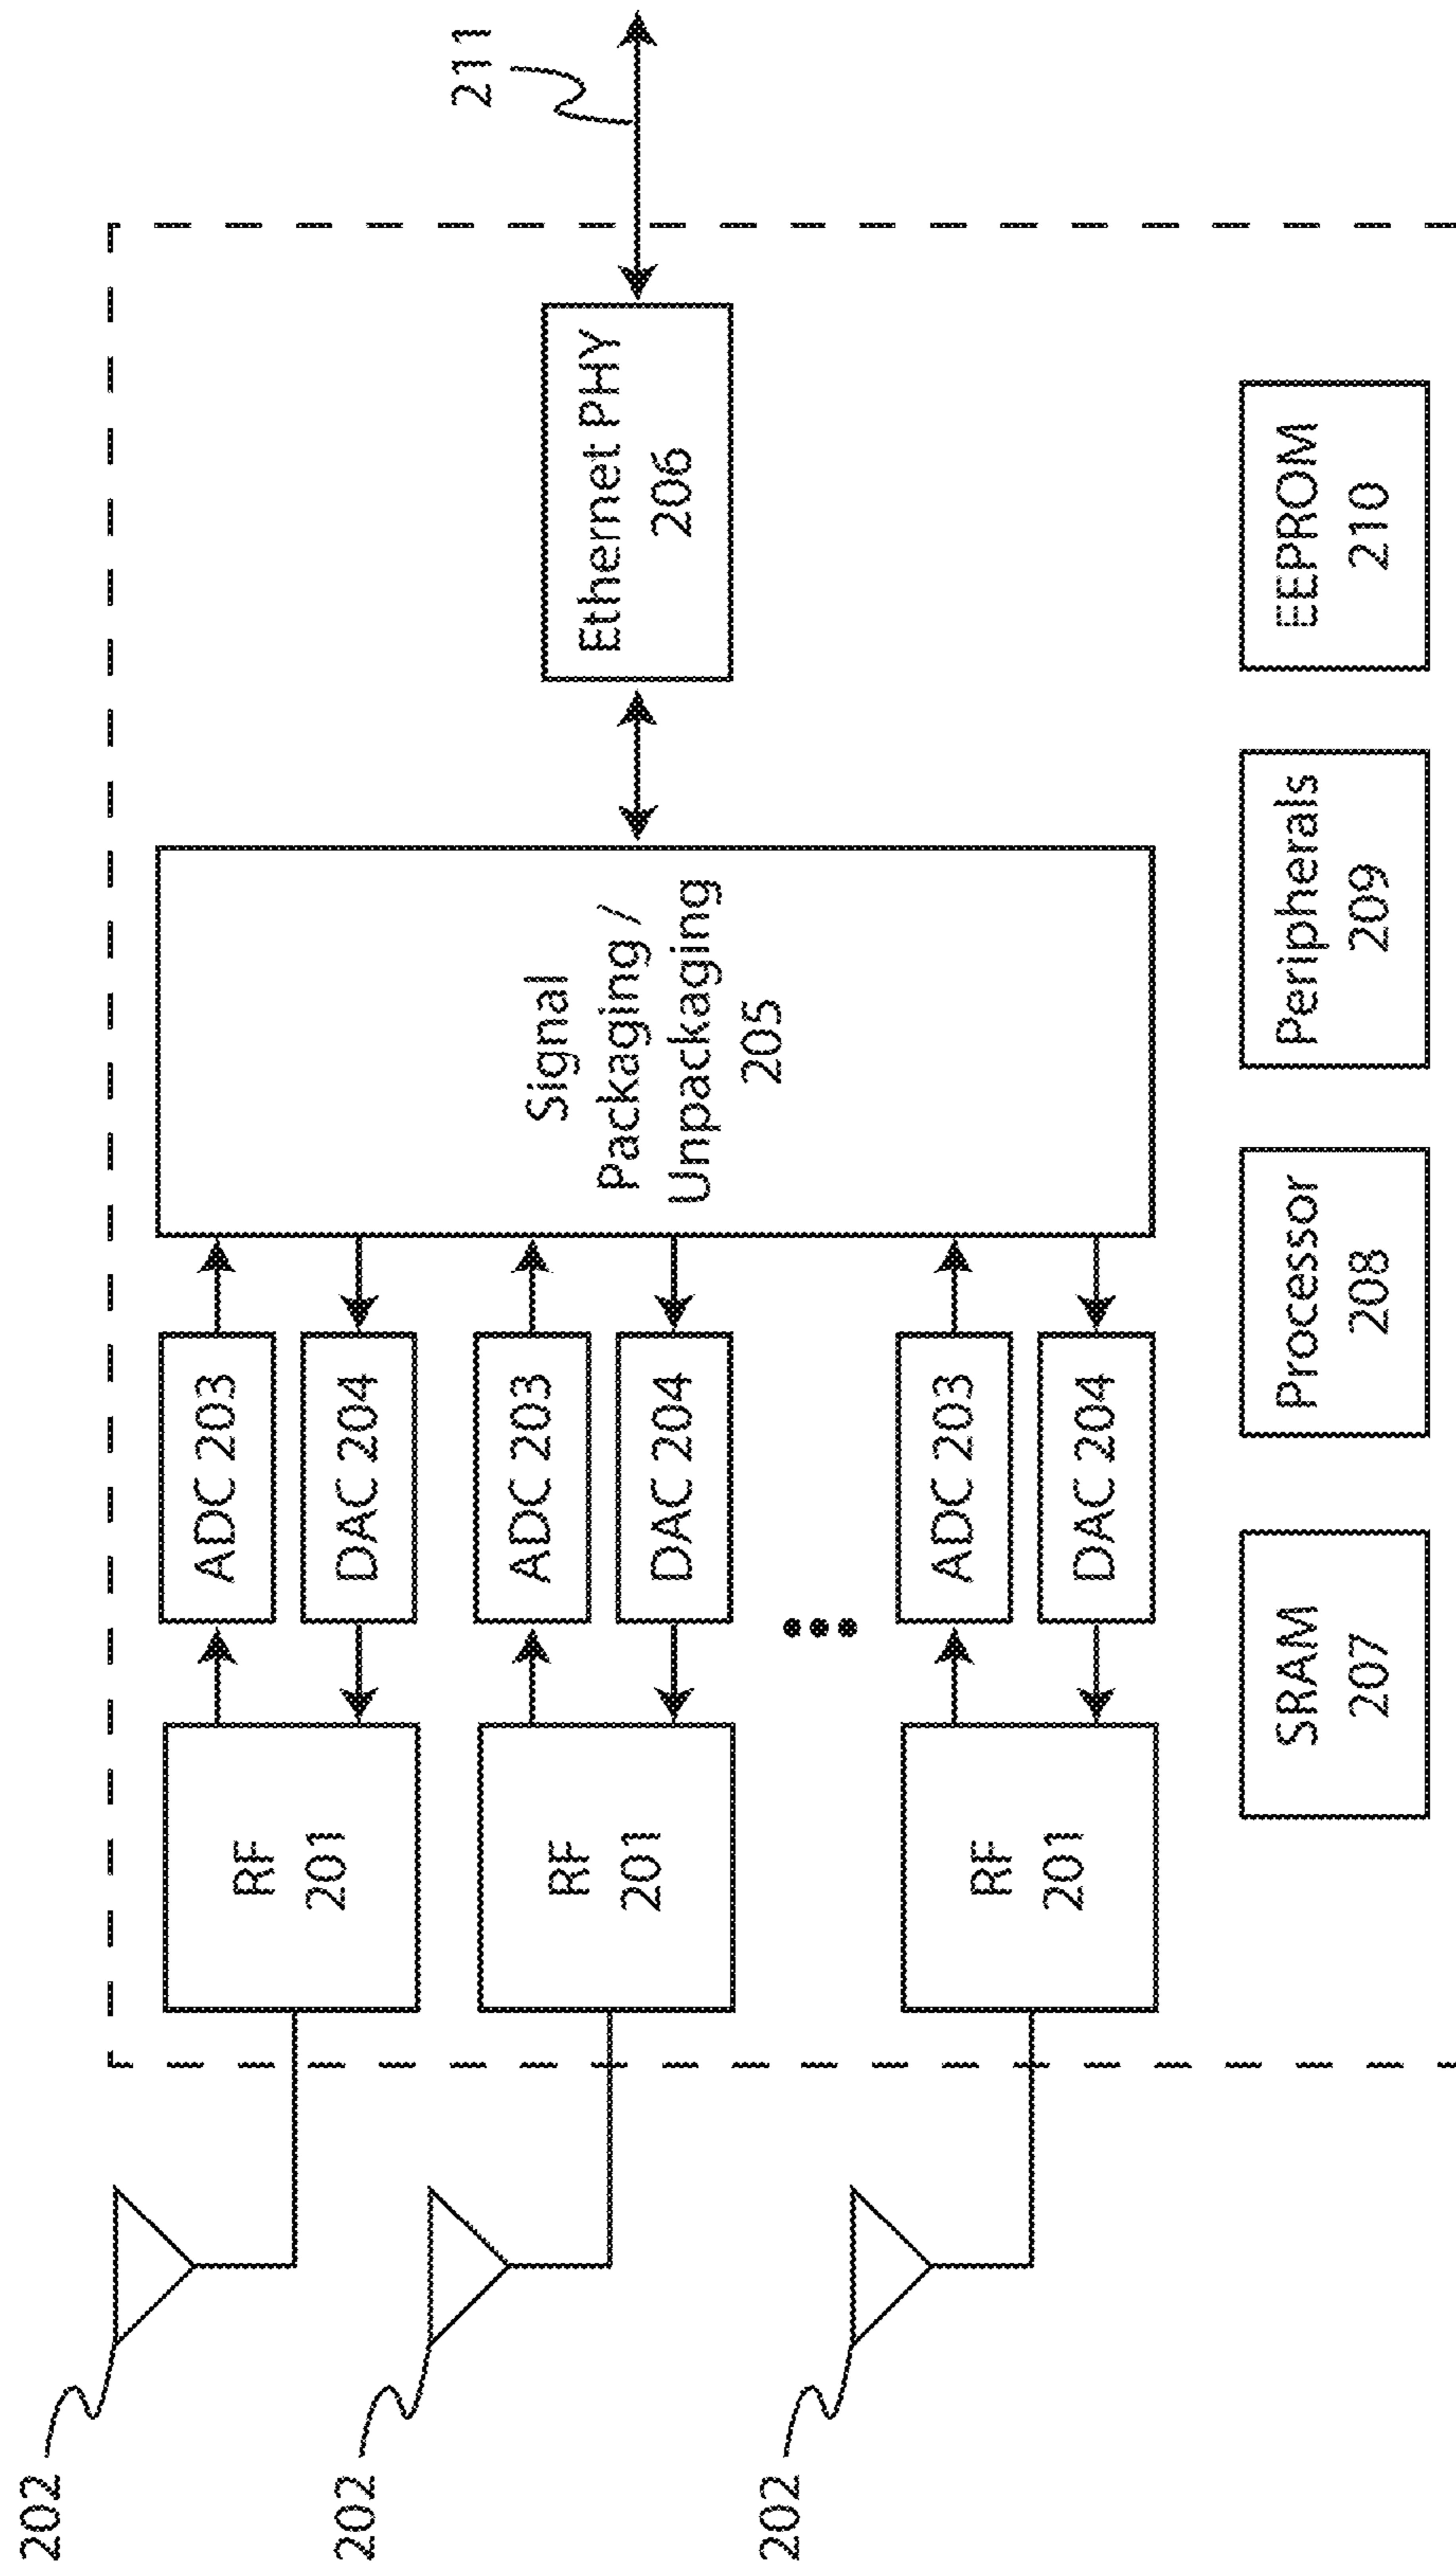 202
RF
201
ADC 203
DAC 204
202
RF
201
ADC 203
DAC 204
202
RF
201
ADC 203
DAC 204
Signal
Packaging /
Unpackaging
205
Ethernet PHY
206
211
SRAM
207
Processor
208
Peripherals
209
EEPROM
210